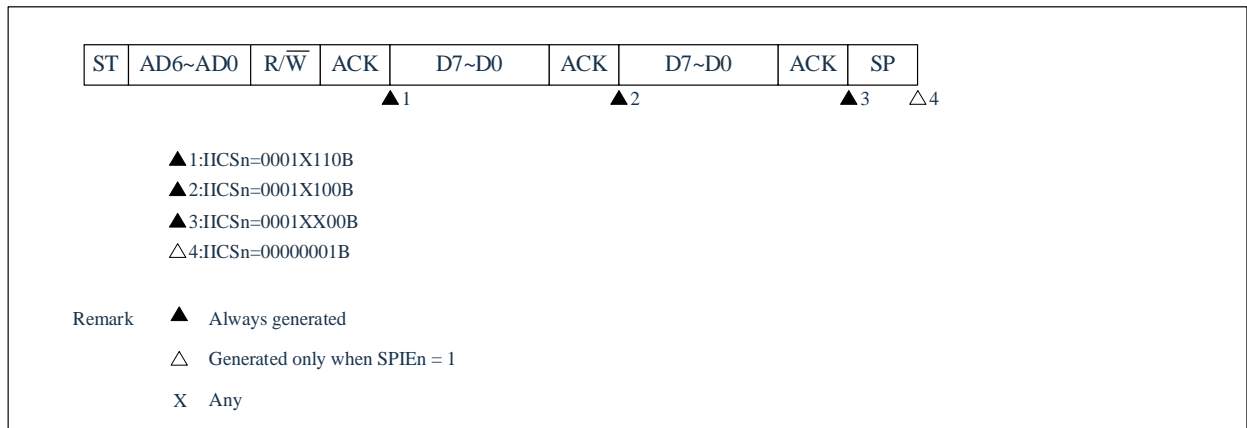 ST AD6~AD0 R/W̅ ACK D7~D0 ACK D7~D0 ACK SP
▲1 ▲2 ▲3 △4
▲1:IICSn=0001X110B
▲2:IICSn=0001X100B
▲3:IICSn=0001XX00B
△4:IICSn=00000001B
Remark ▲ Always generated
△ Generated only when SPIEn = 1
X Any